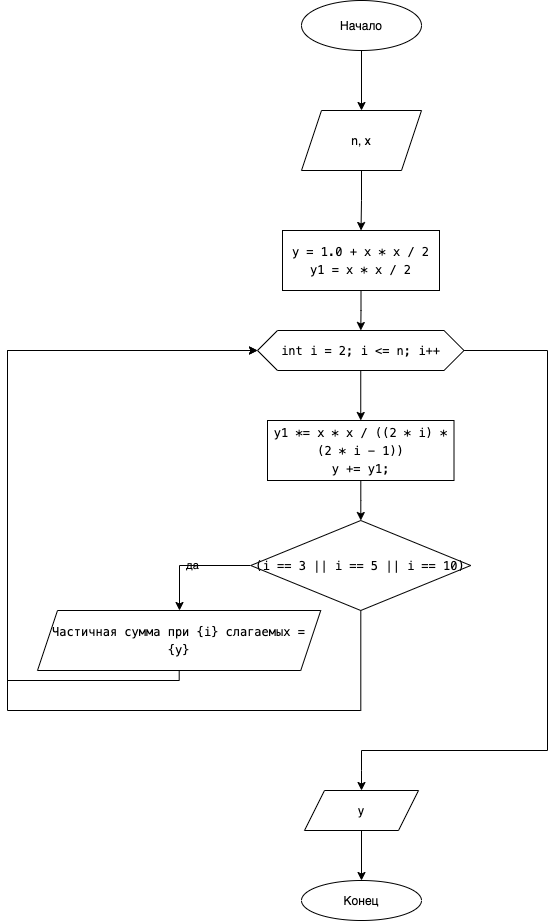 Начало
n, x
y = 1.0 + x * x / 2
y1 = x * x / 2
int i = 2; i <= n; i++
y1 *= x * x / ((2 * i) *
(2 * i - 1))
y += y1;
(i == 3 || i == 5 || i == 10)
да
Частичная сумма при {i} слагаемых =
{y}
y
Конец